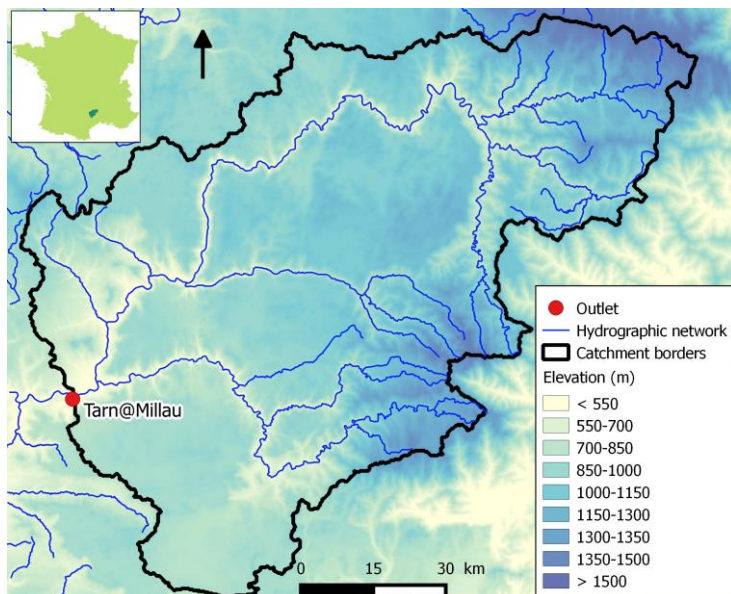 Tarn@Millau
Outlet
Hydrographic network
Catchment borders
Elevation (m)
< 550
550-700
700-850
850-1000
1000-1150
1150-1300
1300-1350
1350-1500
> 1500
0 15 30 km